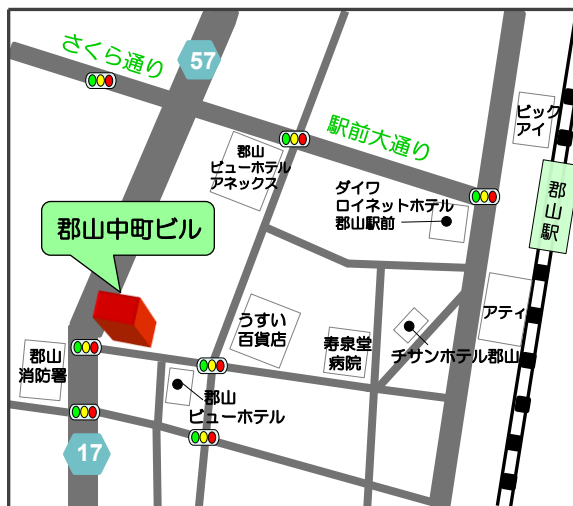 さくら通り
57
駅前大通り
ビック
アイ
郡山
ビューホテル
アネックス
ダイワ
ロイネットホテル
郡山駅前
郡山駅
郡山中町ビル
うすい
百貨店
寿泉堂
病院
アティ
チサンホテル郡山
郡山
消防署
郡山
ビューホテル
17